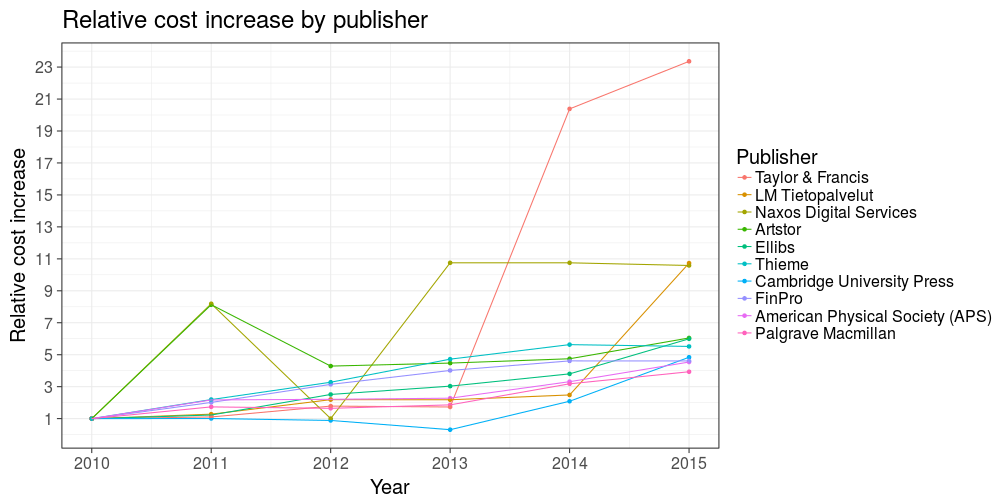 Relative cost increase by publisher
Relative cost increase
23
21
19
17
15
13
11
9
7
5
3
1
2010 2011 2012 2013 2014 2015
Year
Publisher
Taylor & Francis
LM Tietopalvelut
Naxos Digital Services
Artstor
Ellibs
Thieme
Cambridge University Press
FinPro
American Physical Society (APS)
Palgrave Macmillan